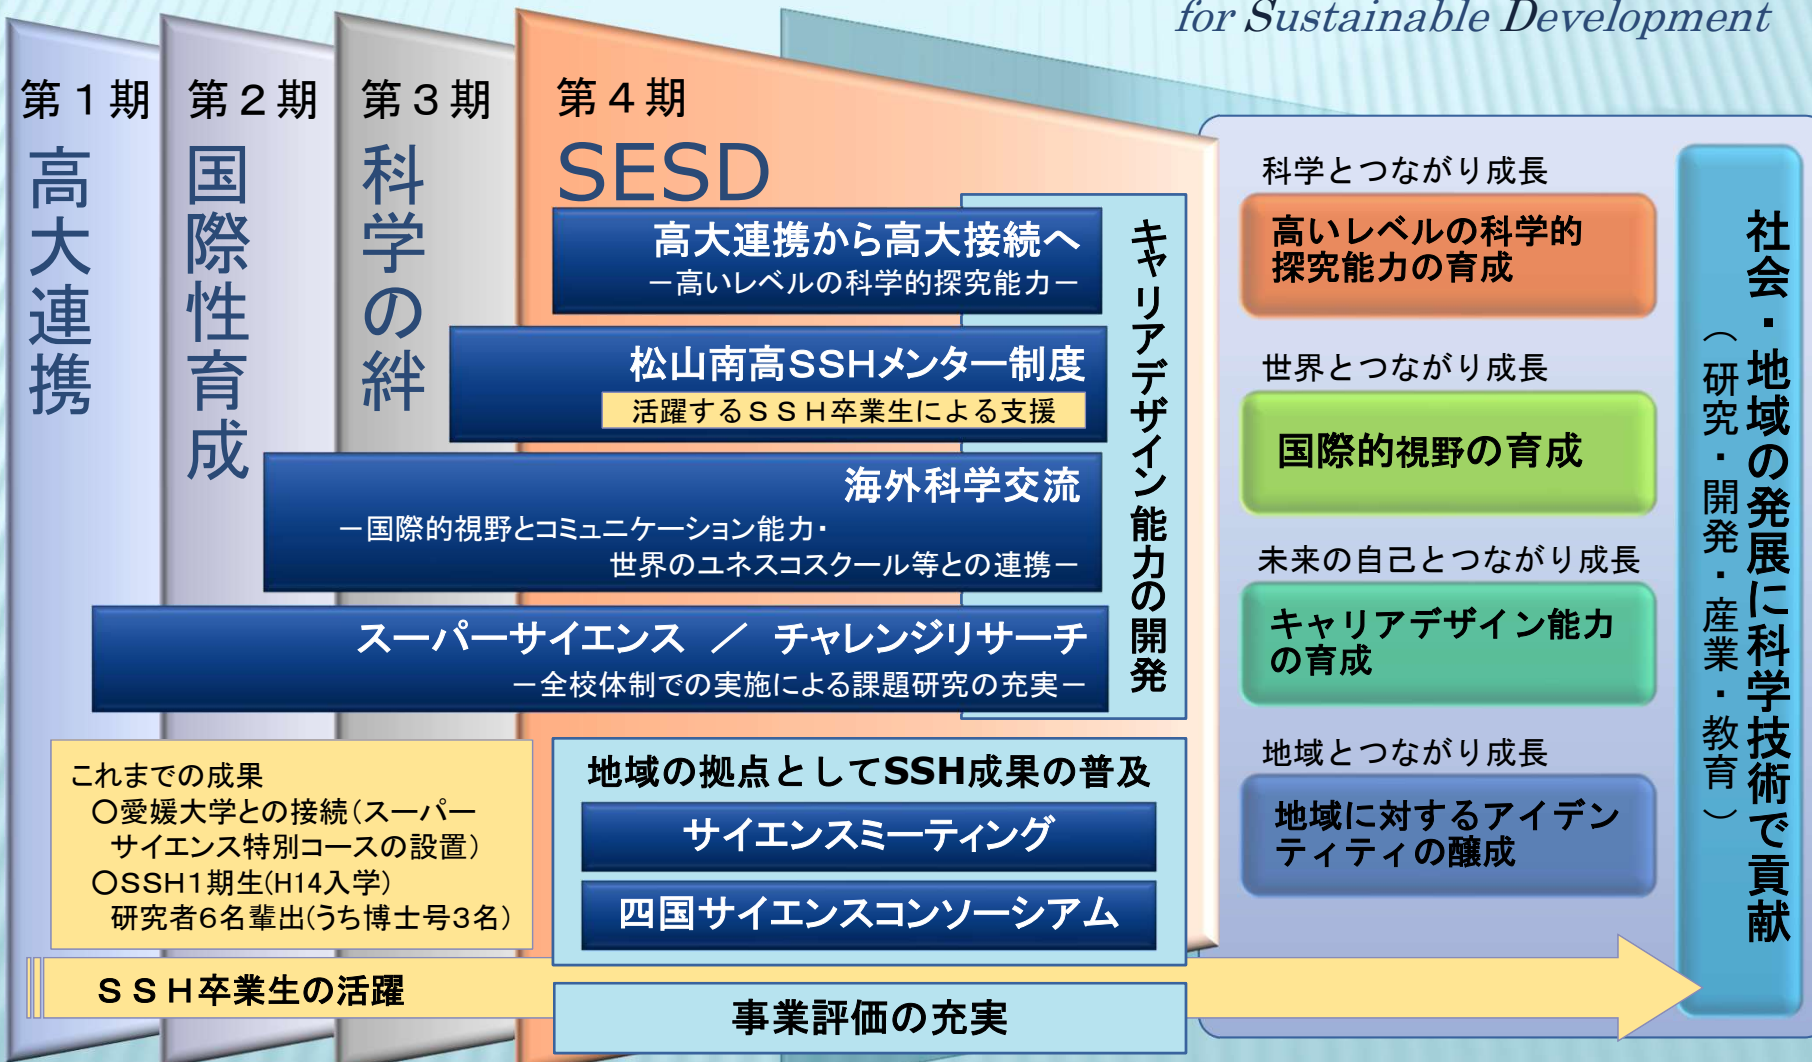 for Sustainable Development
第１期
高大連携
第２期
国際性育成
第３期
科学の絆
第４期
SESD
高大連携から高大接続へ
－高いレベルの科学的探究能力－
松山南高ＳＳＨメンター制度
活躍するＳＳＨ卒業生による支援
海外科学交流
－国際的視野とコミュニケーション能力・
世界のユネスコスクール等との連携－
スーパーサイエンス ／ チャレンジリサーチ
－全校体制での実施による課題研究の充実－
キャリアデザイン能力の開発
これまでの成果
○愛媛大学との接続（スーパー
サイエンス特別コースの設置）
○ＳＳＨ１期生(H14入学)
研究者６名輩出(うち博士号３名)
地域の拠点としてSSH成果の普及
サイエンスミーティング
四国サイエンスコンソーシアム
ＳＳＨ卒業生の活躍
事業評価の充実
科学とつながり成長
高いレベルの科学的
探究能力の育成
世界とつながり成長
国際的視野の育成
未来の自己とつながり成長
キャリアデザイン能力
の育成
地域とつながり成長
地域に対するアイデン
ティティの醸成
社会・地域の発展に科学技術で貢献
（研究・開発・産業・教育）